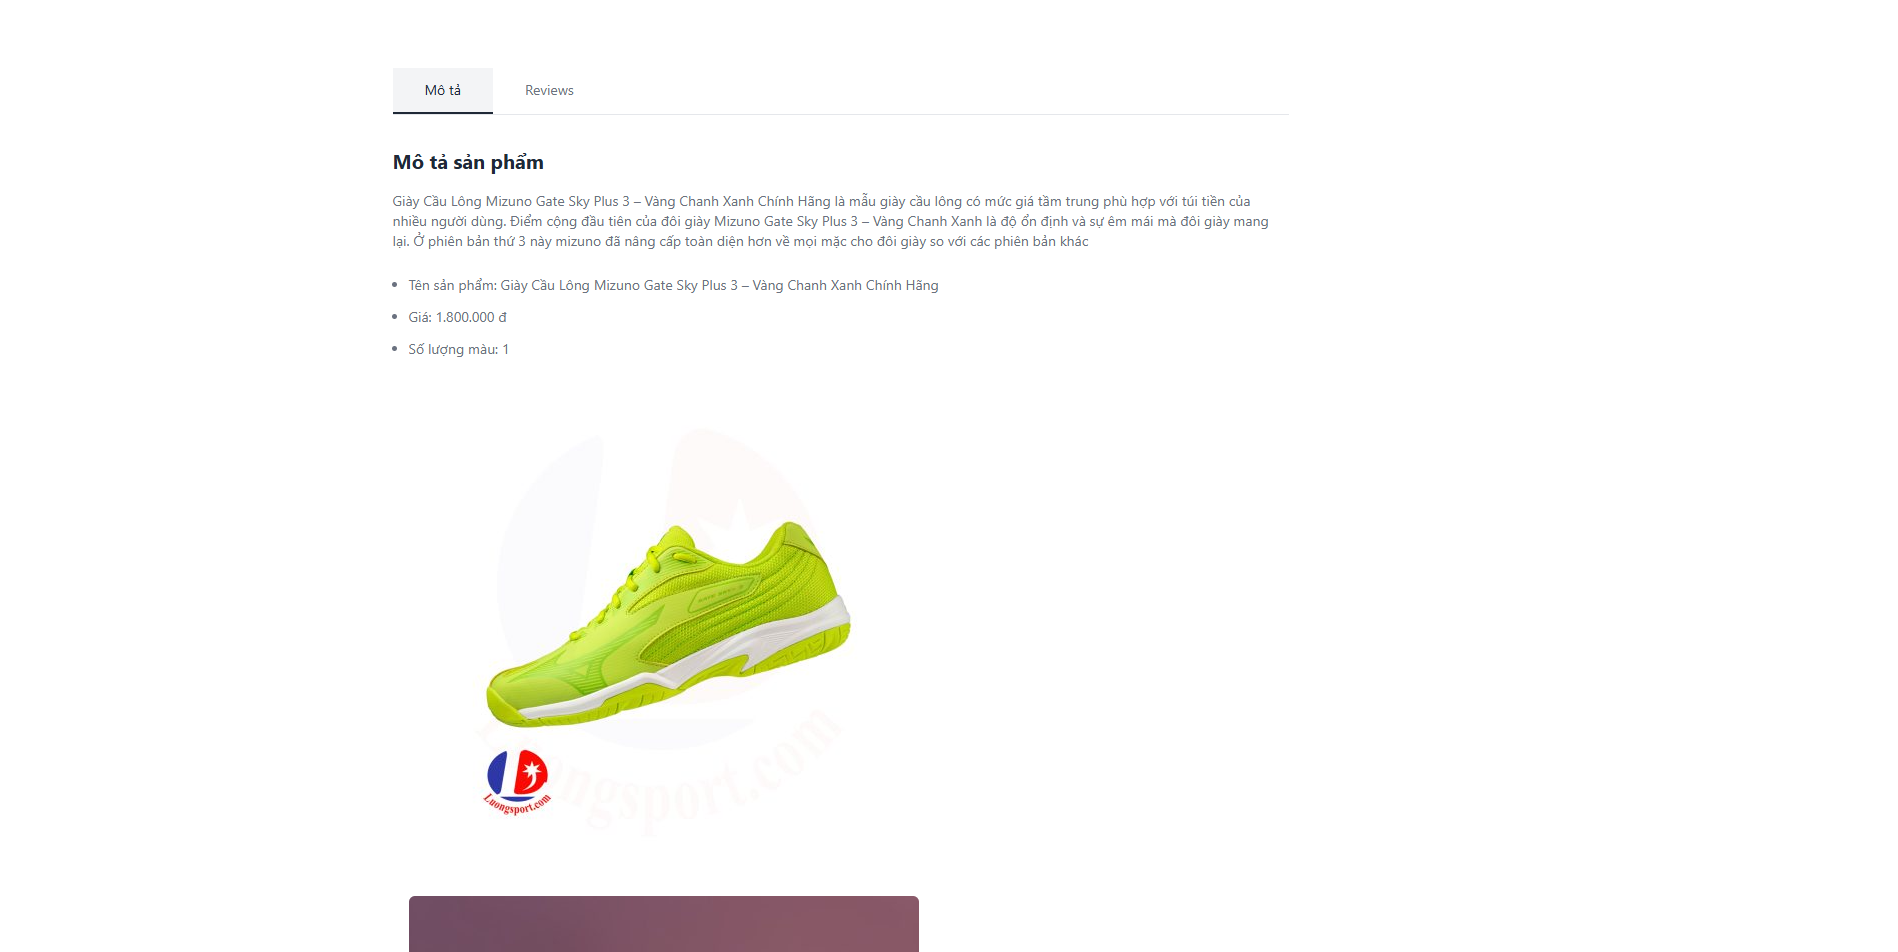 Mô tả
Reviews
Mô tả sản phẩm
Giày Cầu Lông Mizuno Gate Sky Plus 3 – Vàng Chanh Xanh Chính Hãng là mẫu giày cầu lông có mức giá tầm trung phù hợp với túi tiền của
nhiều người dùng. Điểm cộng đầu tiên của đôi giày Mizuno Gate Sky Plus 3 – Vàng Chanh Xanh là độ ổn định và sự êm mái mà đôi giày mang
lại. Ở phiên bản thứ 3 này mizuno đã nâng cấp toàn diện hơn về mọi mặc cho đôi giày so với các phiên bản khác
Tên sản phẩm: Giày Cầu Lông Mizuno Gate Sky Plus 3 – Vàng Chanh Xanh Chính Hãng
Giá: 1.800.000 đ
Số lượng màu: 1
Luongsport.com
Luongsport.com